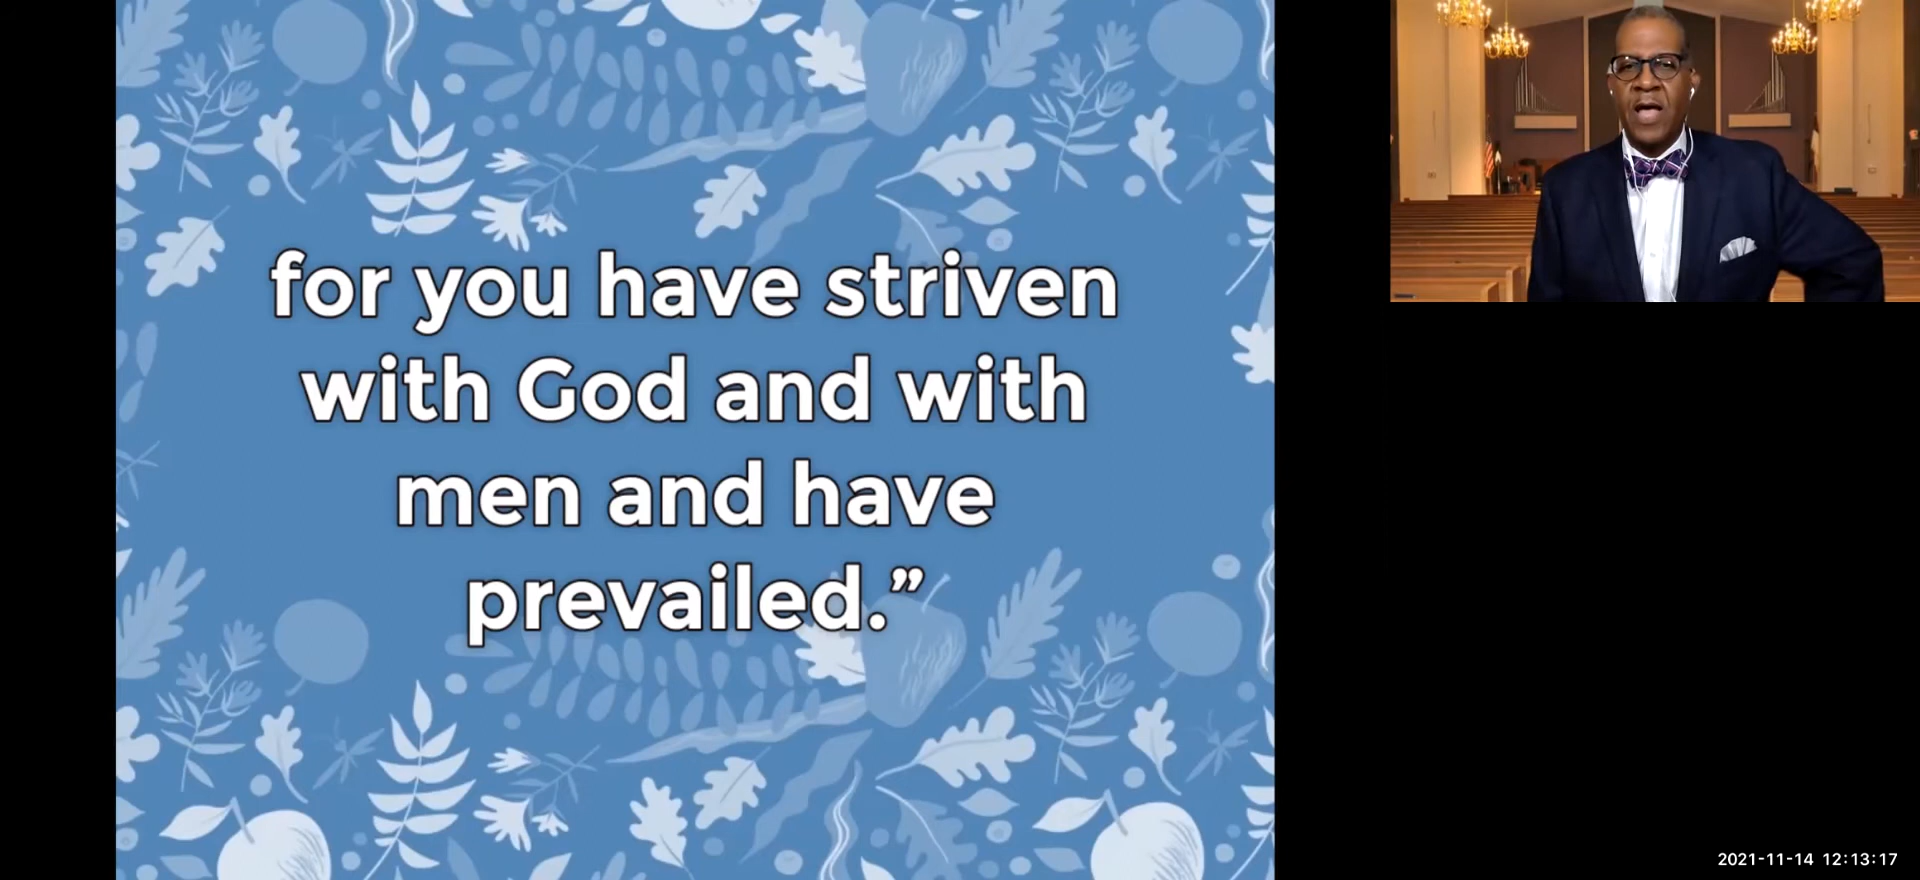 for you have striven
with God and with
men and have
prevailed.”
2021-11-14 12:13:17